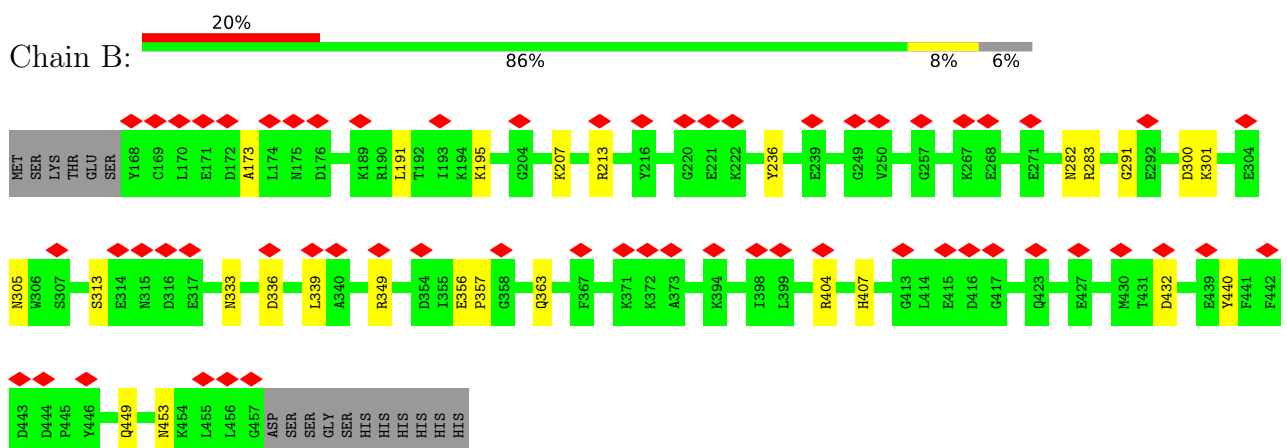 20%
Chain B:
86% 8% 6%
MET SER LYS THR GLU SER Y168 C169 L170 E171 D172 A173 L174 N175 D176 K189 R190 L191 T192 I193 K194 K195 G204 K207 R213 Y216 G220 E221 K222 Y236 E239 G249 V250 G257 K267 E268 E271 N282 R283 G291 E292 D300 K301 E304
N305 W306 S307 S313 E314 N315 D316 E317 N333 D336 L339 A340 R349 D354 I355 E356 P357 G358 Q363 F367 K371 K372 A373 K394 I398 L399 R404 H407 G413 L414 E415 D416 G417 Q423 E427 M430 T431 D432 E439 Y440 F441 F442
D443 D444 P445 Y446 Q449 N453 K454 L455 L456 G457 ASP SER SER GLY SER HIS HIS HIS HIS HIS HIS